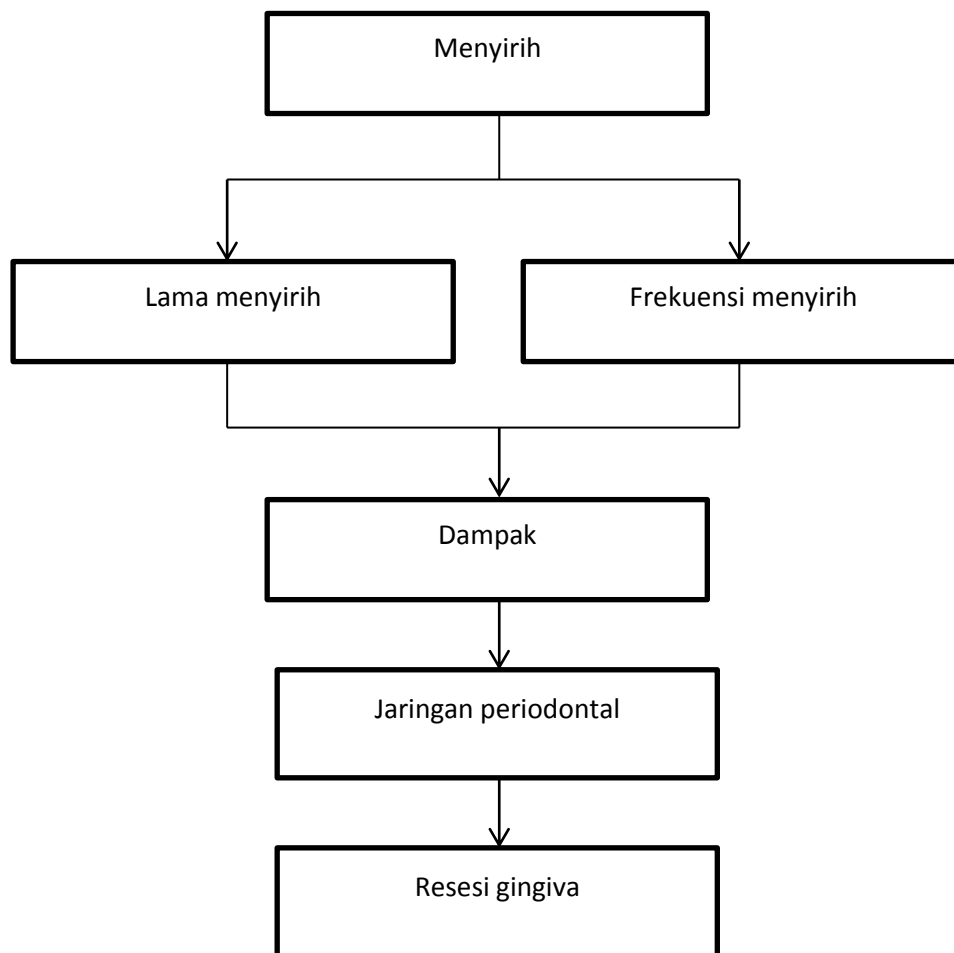 Menyirih
Lama menyirih
Frekuensi menyirih
Dampak
Jaringan periodontal
Resesi gingiva